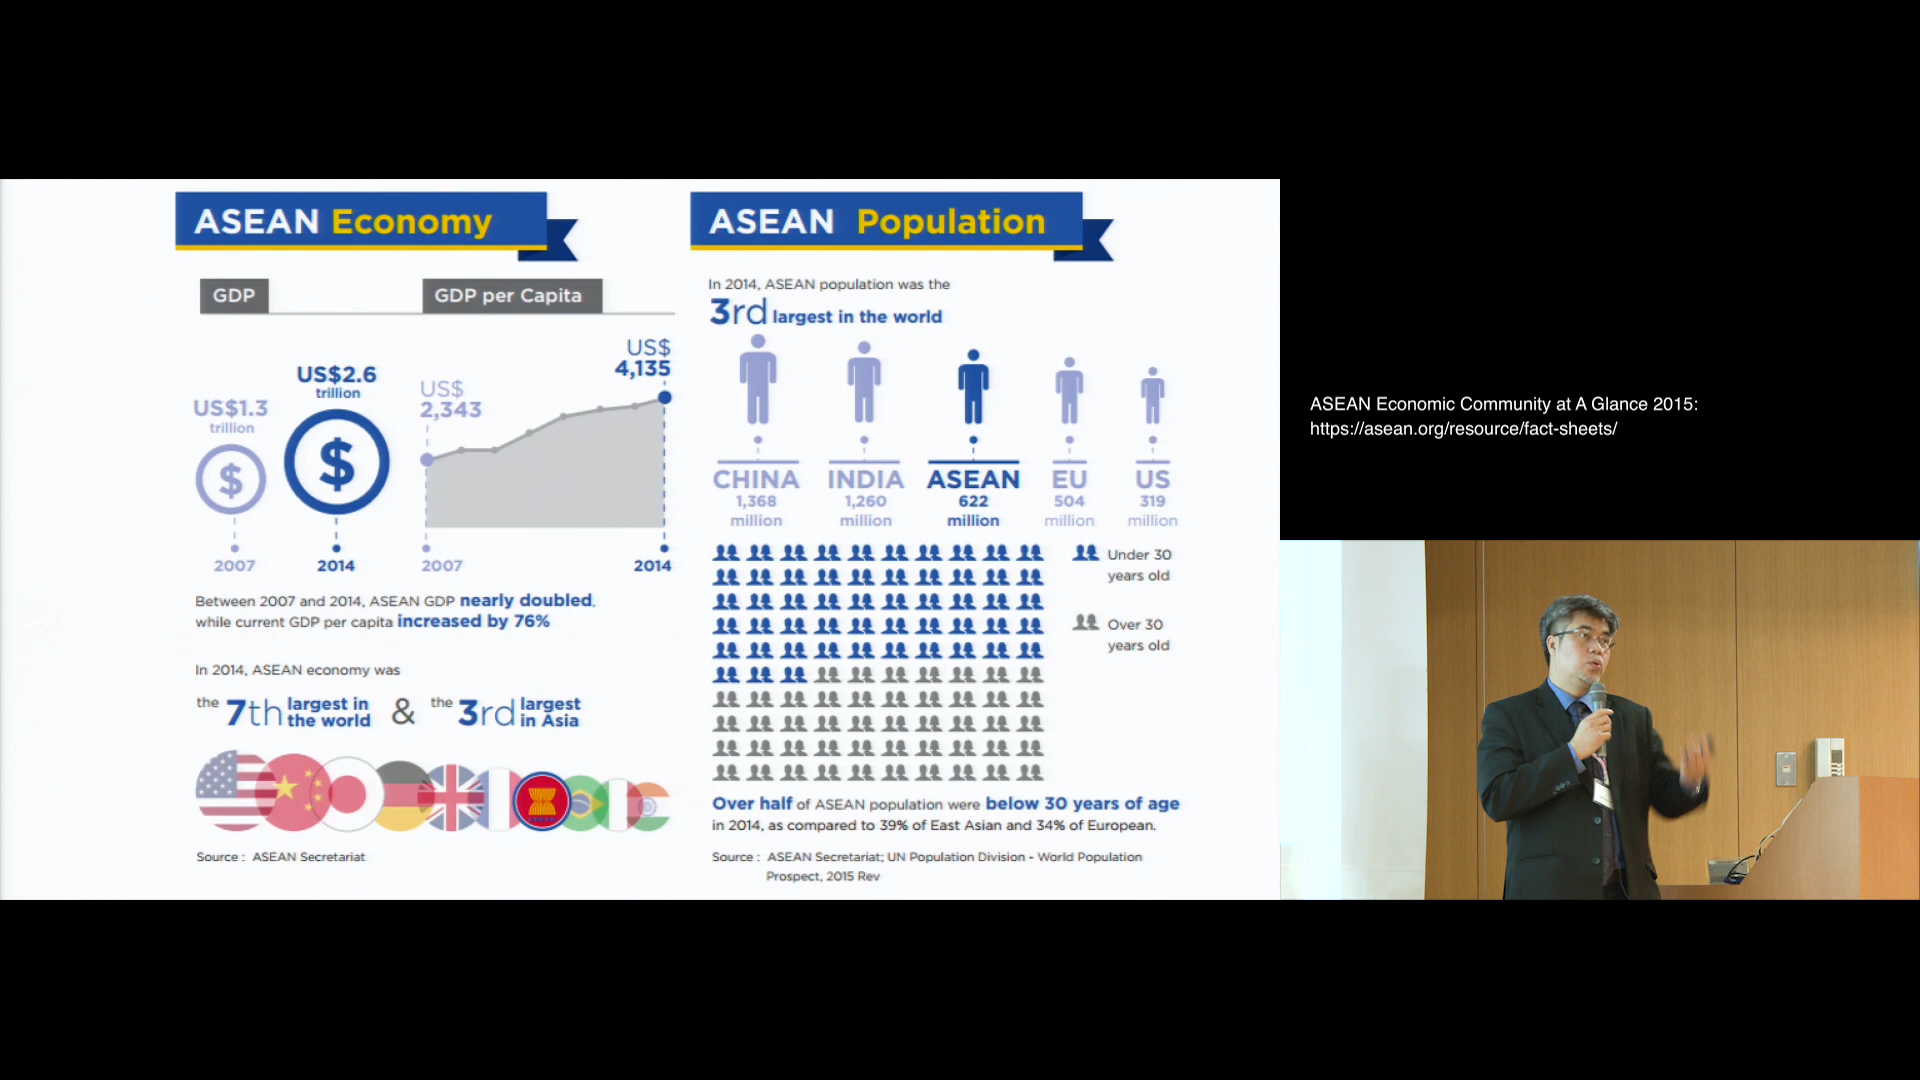 ASEAN Economy
GDP
GDP per Capita
US$1.3
trillion
US$2.6
trillion
2007
2014
US$
2,343
US$
4,135
2007
2014
Between 2007 and 2014, ASEAN GDP nearly doubled,
while current GDP per capita increased by 76%
In 2014, ASEAN economy was
the 7th largest in
the world
&
the 3rd largest
in Asia
Source : ASEAN Secretariat
ASEAN Population
In 2014, ASEAN population was the
3rd largest in the world
CHINA
1,368
million
INDIA
1,260
million
ASEAN
622
million
EU
504
million
US
319
million
Under 30
years old
Over 30
years old
Over half of ASEAN population were below 30 years of age
in 2014, as compared to 39% of East Asian and 34% of European.
Source : ASEAN Secretariat; UN Population Division - World Population
Prospect, 2015 Rev
ASEAN Economic Community at A Glance 2015:
https://asean.org/resource/fact-sheets/